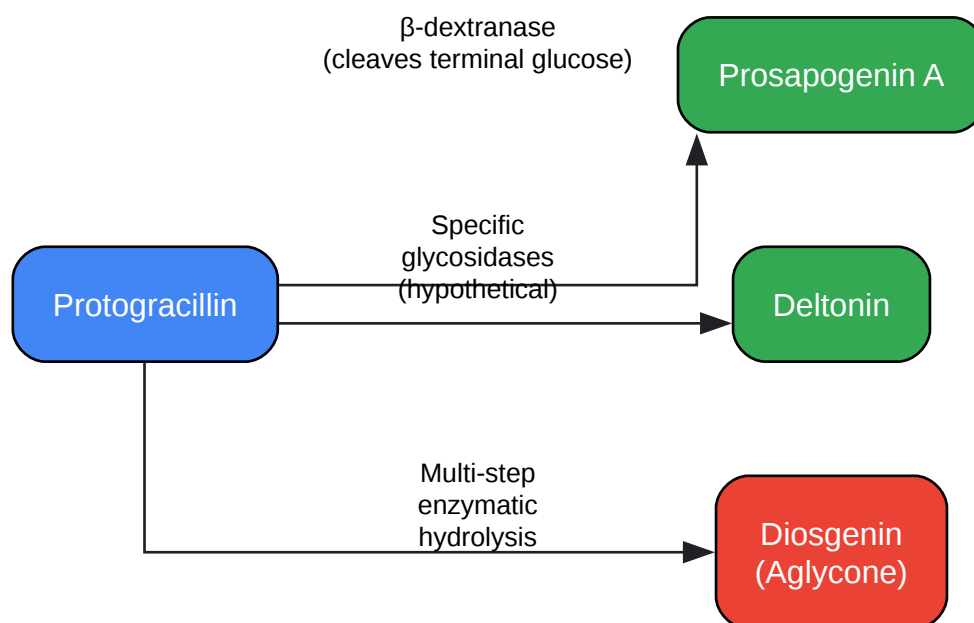 β-dextranase
(cleaves terminal glucose)
Prosapogenin A
Specific
glycosidases
(hypothetical)
Protogracillin
Deltonin
Multi-step
enzymatic
hydrolysis
Diosgenin
(Aglycone)